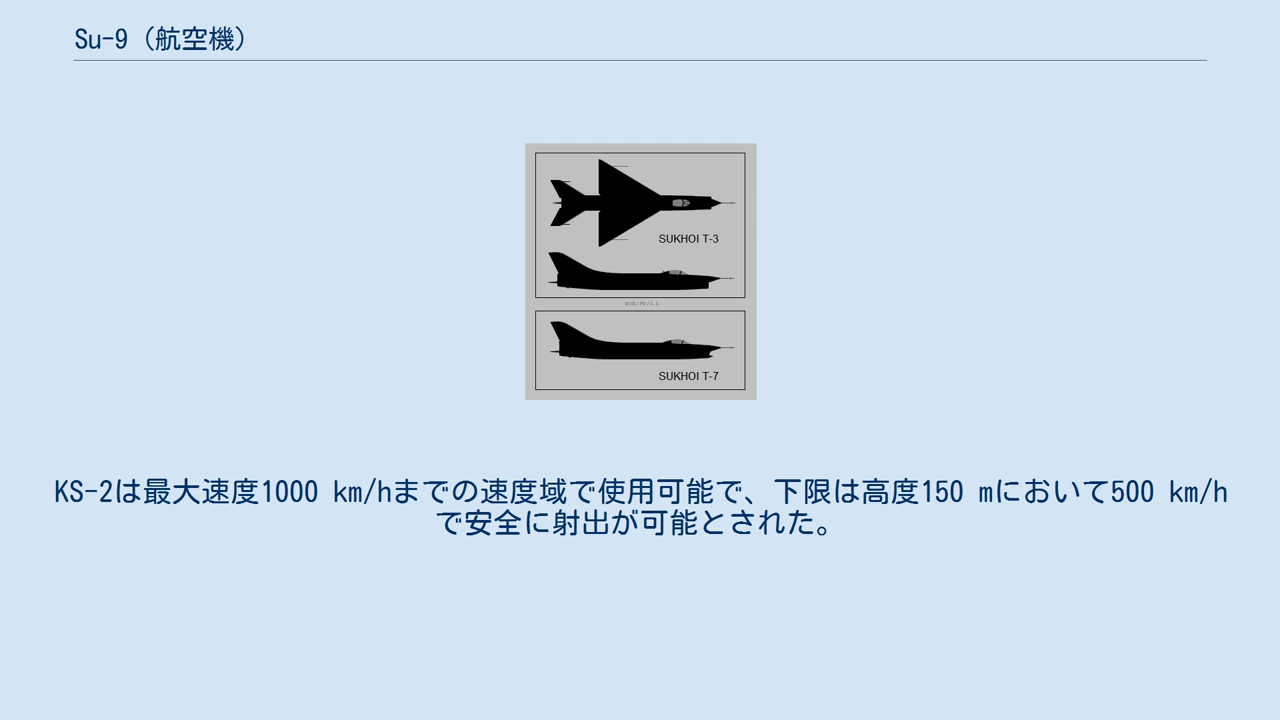 Su-9（航空機）
SUKHOI T-3
SUKHOI T-7
KS-2は最大速度1000 km/hまでの速度域で使用可能で、下限は高度150 mにおいて500 km/h
で安全に射出が可能とされた。